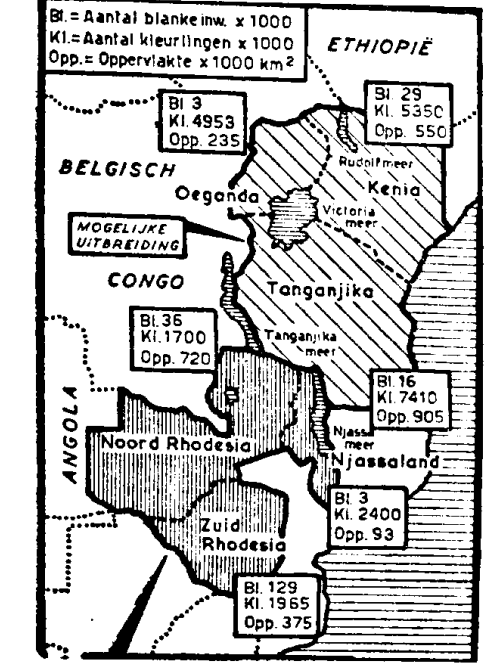 Bl.= Aantal blanke inw. x 1000
Kl.= Aantal kleurlingen x 1000
Opp.= Oppervlakte x 1000 km²
ETHIOPIË
Bl. 3
Kl. 4953
Opp. 235
Bl. 29
Kl. 5350
Opp. 550
BELGISCH
CONGO
Rudolfmeer
Kenia
Oeganda
Victoria
meer
MOGELIJKE
UITBREIDING
Tanganjika
Bl. 36
Kl. 1700
Opp. 720
Tanganjika
meer
Bl. 16
Kl. 7410
Opp. 905
ANGOLA
Noord Rhodesia
Njassa
meer
Njassaland
Bl. 3
Kl. 2400
Opp. 93
Zuid
Rhodesia
Bl. 129
Kl. 1965
Opp. 375